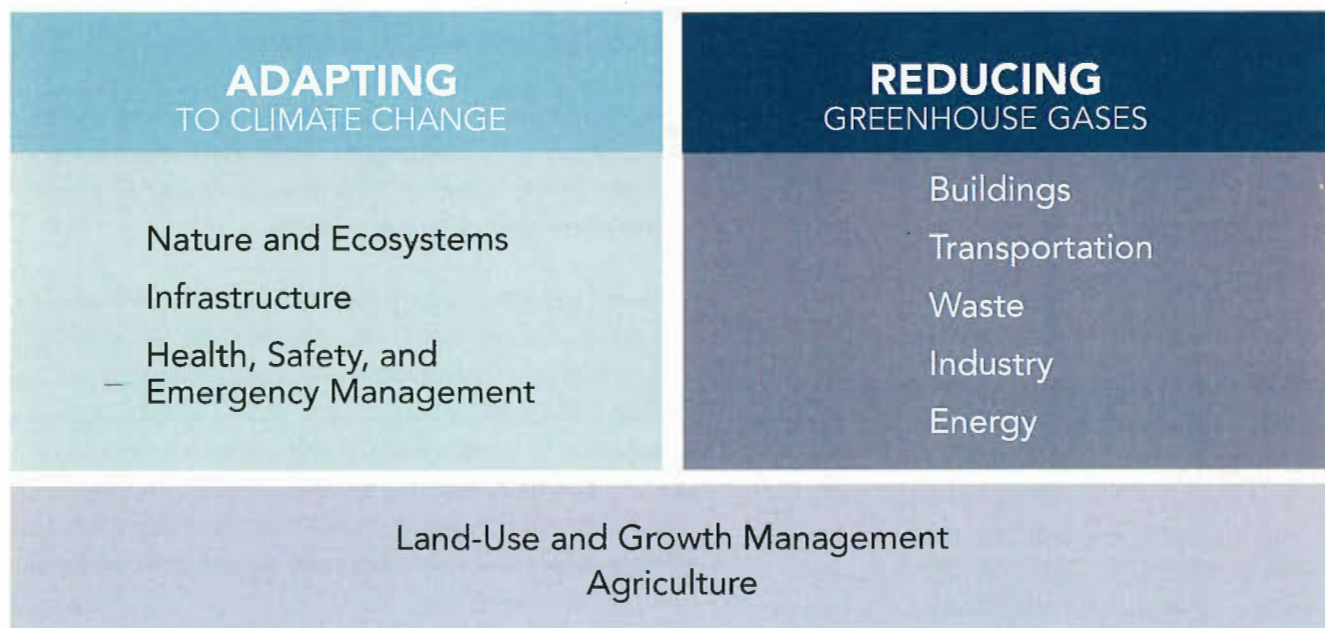 ADAPTING
TO CLIMATE CHANGE
Nature and Ecosystems
Infrastructure
Health, Safety, and
Emergency Management
REDUCING
GREENHOUSE GASES
Buildings
Transportation
Waste
Industry
Energy
Land-Use and Growth Management
Agriculture